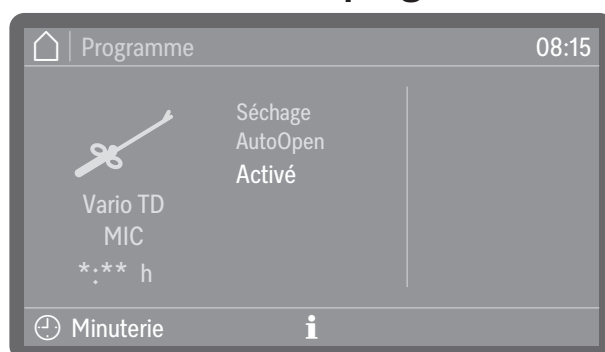 Programme 08:15
Séchage
AutoOpen
Activé
Vario TD
MIC
*:** h
Minuterie i